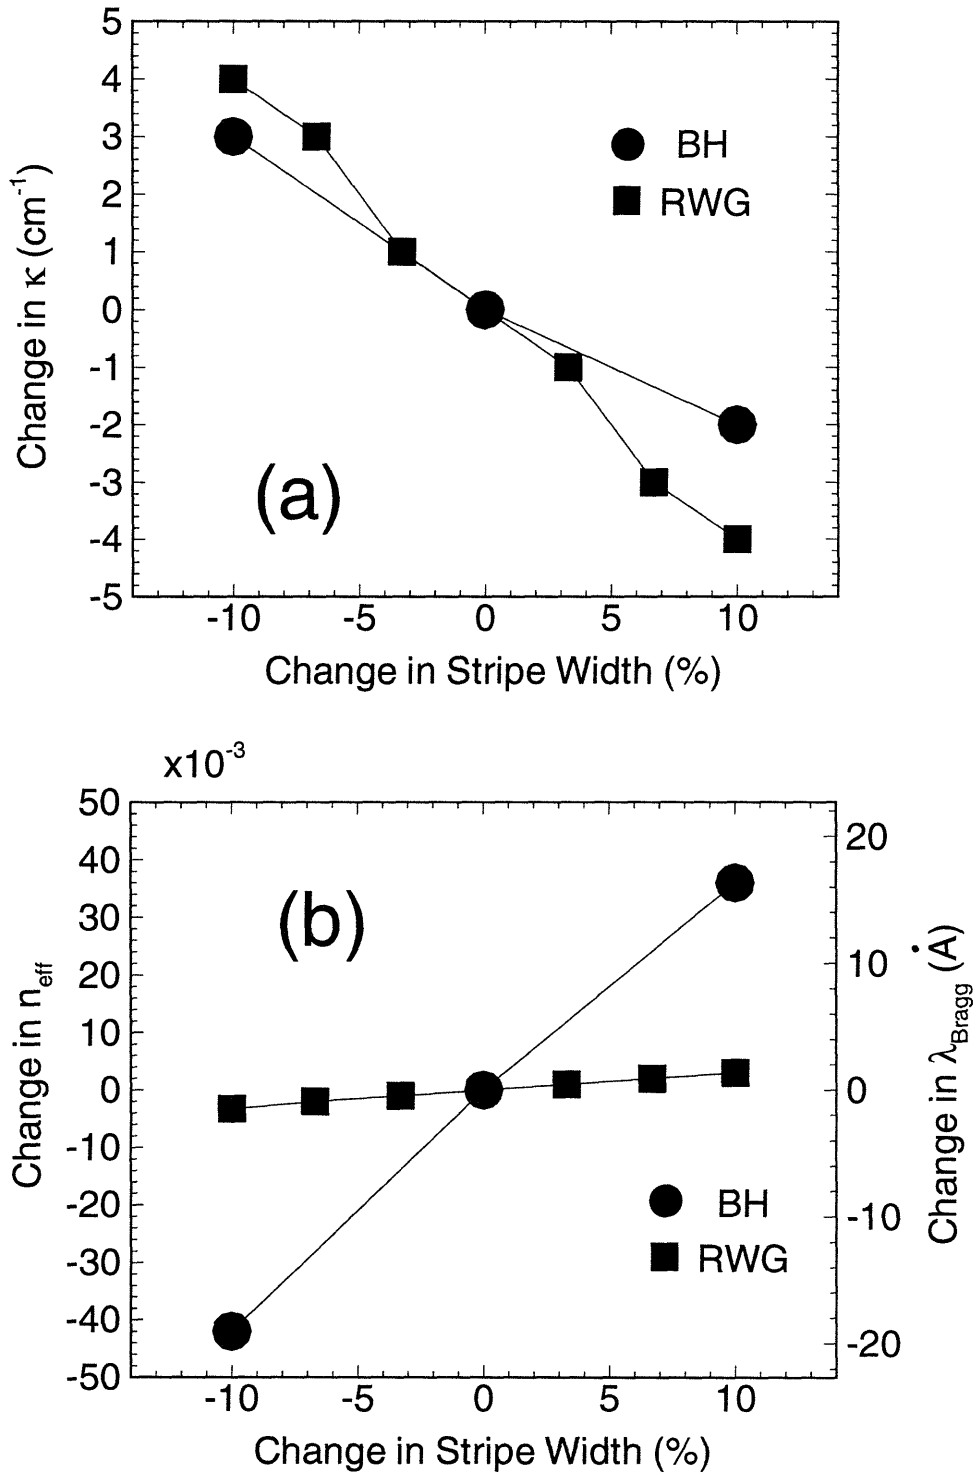 5
4
3
2
1
0
-1
-2
-3
-4
-5
Change in κ (cm⁻¹)
BH
RWG
(a)
-10 -5 0 5 10
Change in Stripe Width (%)
x10⁻³
50
40
30
20
10
0
-10
-20
-30
-40
-50
Change in n_eff
(b)
BH
RWG
20
10
0
-10
-20
Change in λ_Bragg (Å)
-10 -5 0 5 10
Change in Stripe Width (%)